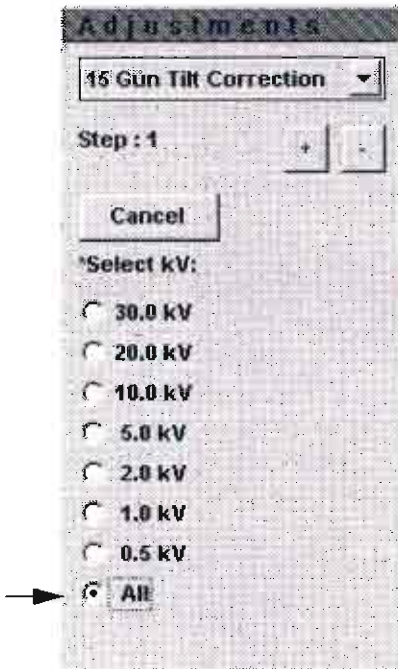 Adjustments
15 Gun Tilt Correction
Step : 1 + -
Cancel
*Select kV:
30.0 kV
20.0 kV
10.0 kV
5.0 kV
2.0 kV
1.0 kV
0.5 kV
All